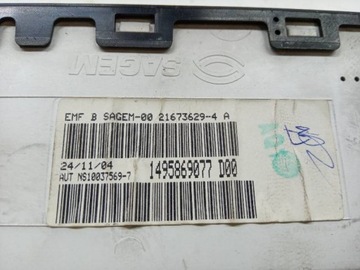 SAGEM
EMF B SAGEM-00 21673629-4 A
24/11/04
1495869077 D00
AUT NS10037569-7